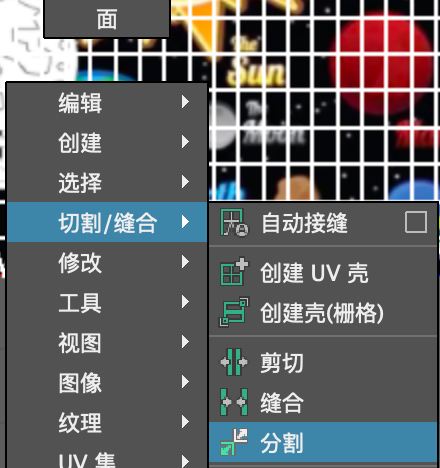 面
The
Sun
The
Moon
编辑
创建
选择
切割/缝合
修改
工具
视图
图像
纹理
UV 集
自动接缝
创建 UV 壳
创建壳(栅格)
剪切
缝合
分割